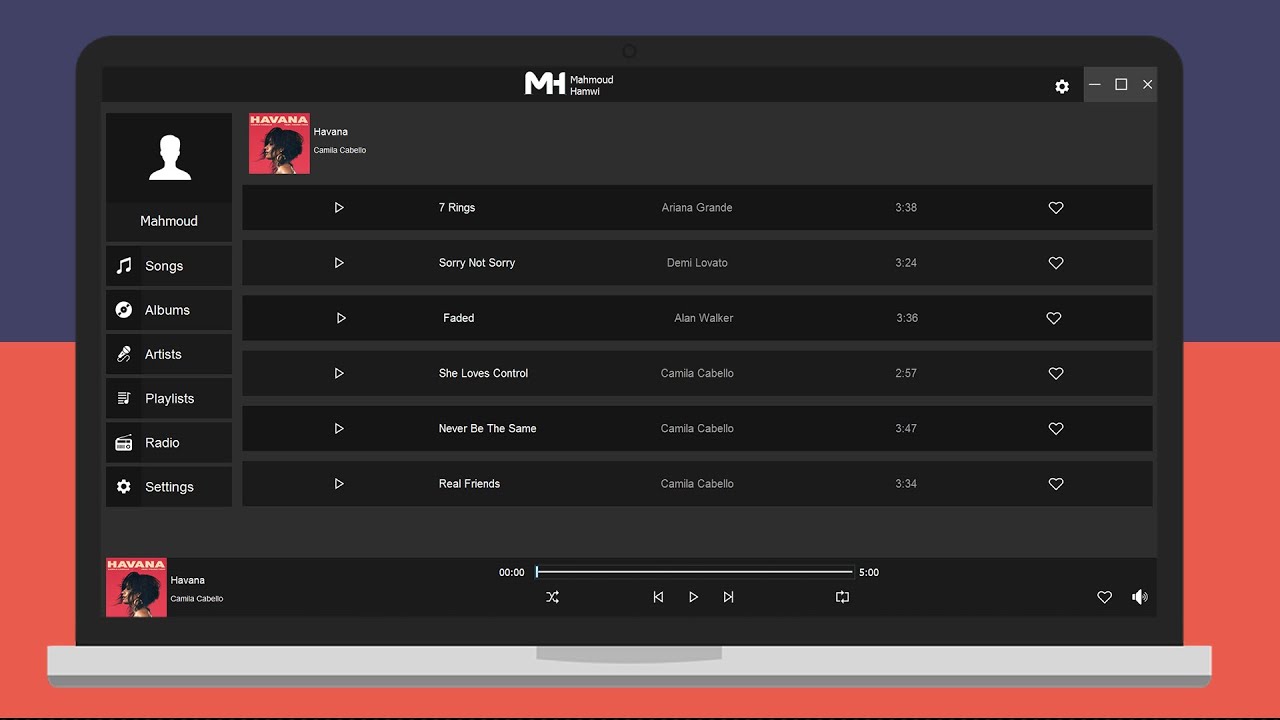 MH Mahmoud
Hamwi
HAVANA
Havana
Camila Cabello
Mahmoud
Songs
Albums
Artists
Playlists
Radio
Settings
7 Rings Ariana Grande 3:38
Sorry Not Sorry Demi Lovato 3:24
Faded Alan Walker 3:36
She Loves Control Camila Cabello 2:57
Never Be The Same Camila Cabello 3:47
Real Friends Camila Cabello 3:34
HAVANA
Havana
Camila Cabello
00:00 5:00